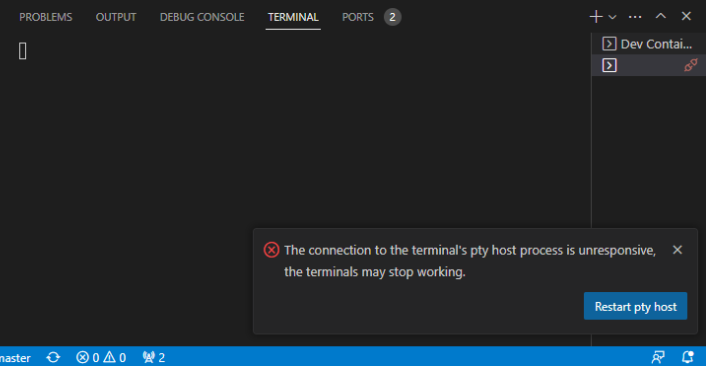 PROBLEMS OUTPUT DEBUG CONSOLE TERMINAL PORTS 2
Dev Contai...
The connection to the terminal's pty host process is unresponsive,
the terminals may stop working.
Restart pty host
master 0 0 2